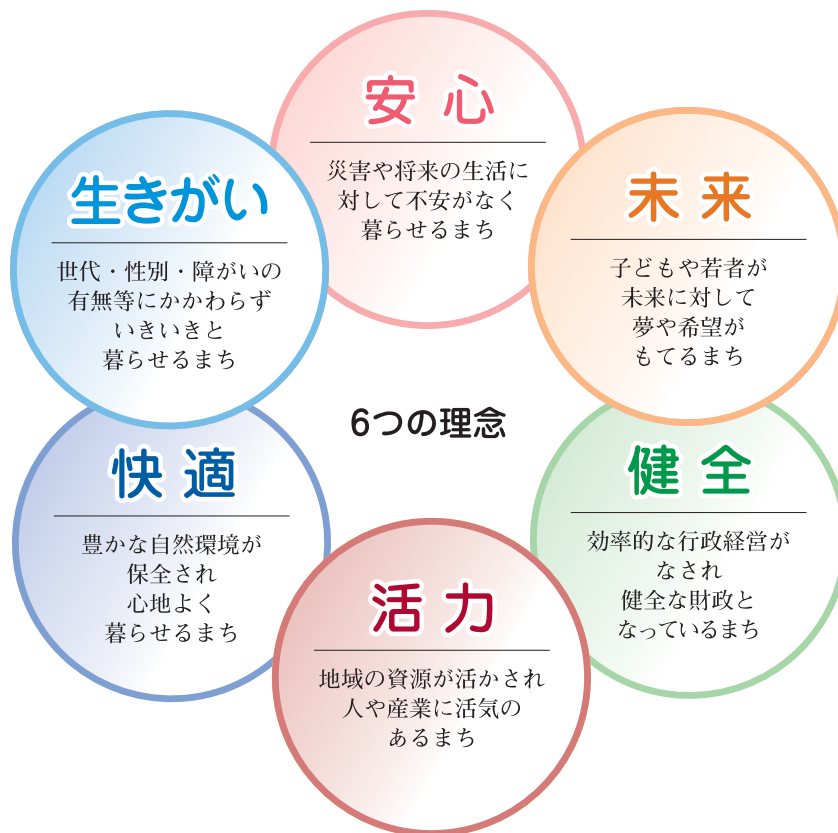 安心
災害や将来の生活に
対して不安がなく
暮らせるまち
生きがい
世代・性別・障がいの
有無等にかかわらず
いきいきと
暮らせるまち
未来
子どもや若者が
未来に対して
夢や希望が
もてるまち
6つの理念
快適
豊かな自然環境が
保全され
心地よく
暮らせるまち
健全
効率的な行政経営が
なされ
健全な財政と
なっているまち
活力
地域の資源が活かされ
人や産業に活気の
あるまち